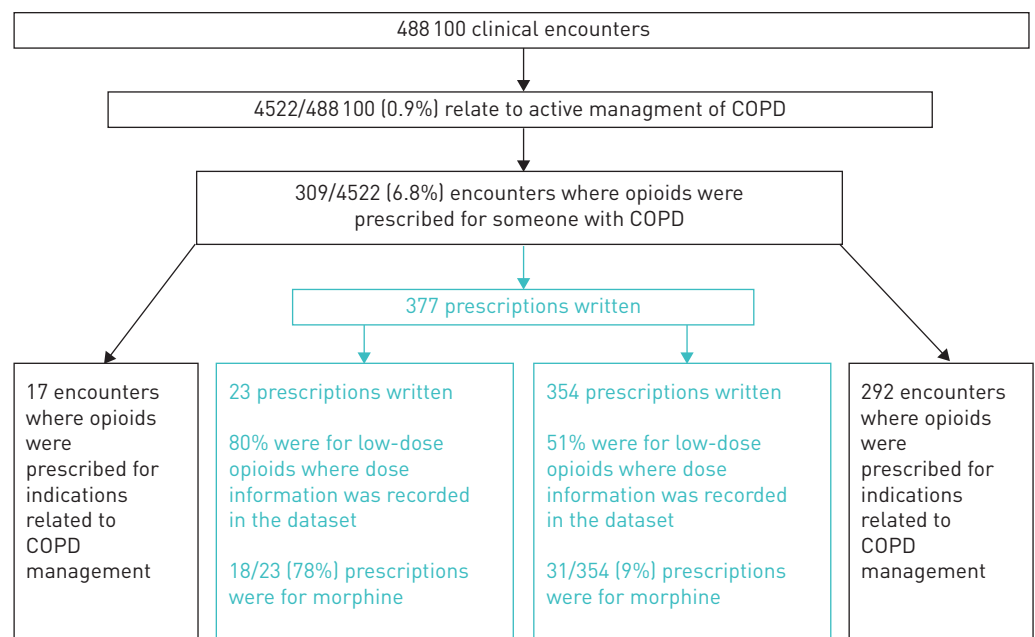 488 100 clinical encounters
4522/488 100 (0.9%) relate to active managment of COPD
309/4522 (6.8%) encounters where opioids were
prescribed for someone with COPD
377 prescriptions written
17 encounters
where opioids
were
prescribed for
indications
related to
COPD
management
23 prescriptions written
80% were for low-dose
opioids where dose
information was recorded
in the dataset
18/23 (78%) prescriptions
were for morphine
354 prescriptions written
51% were for low-dose
opioids where dose
information was recorded
in the dataset
31/354 (9%) prescriptions
were for morphine
292 encounters
where opioids
were
prescribed for
indications
related to
COPD
management